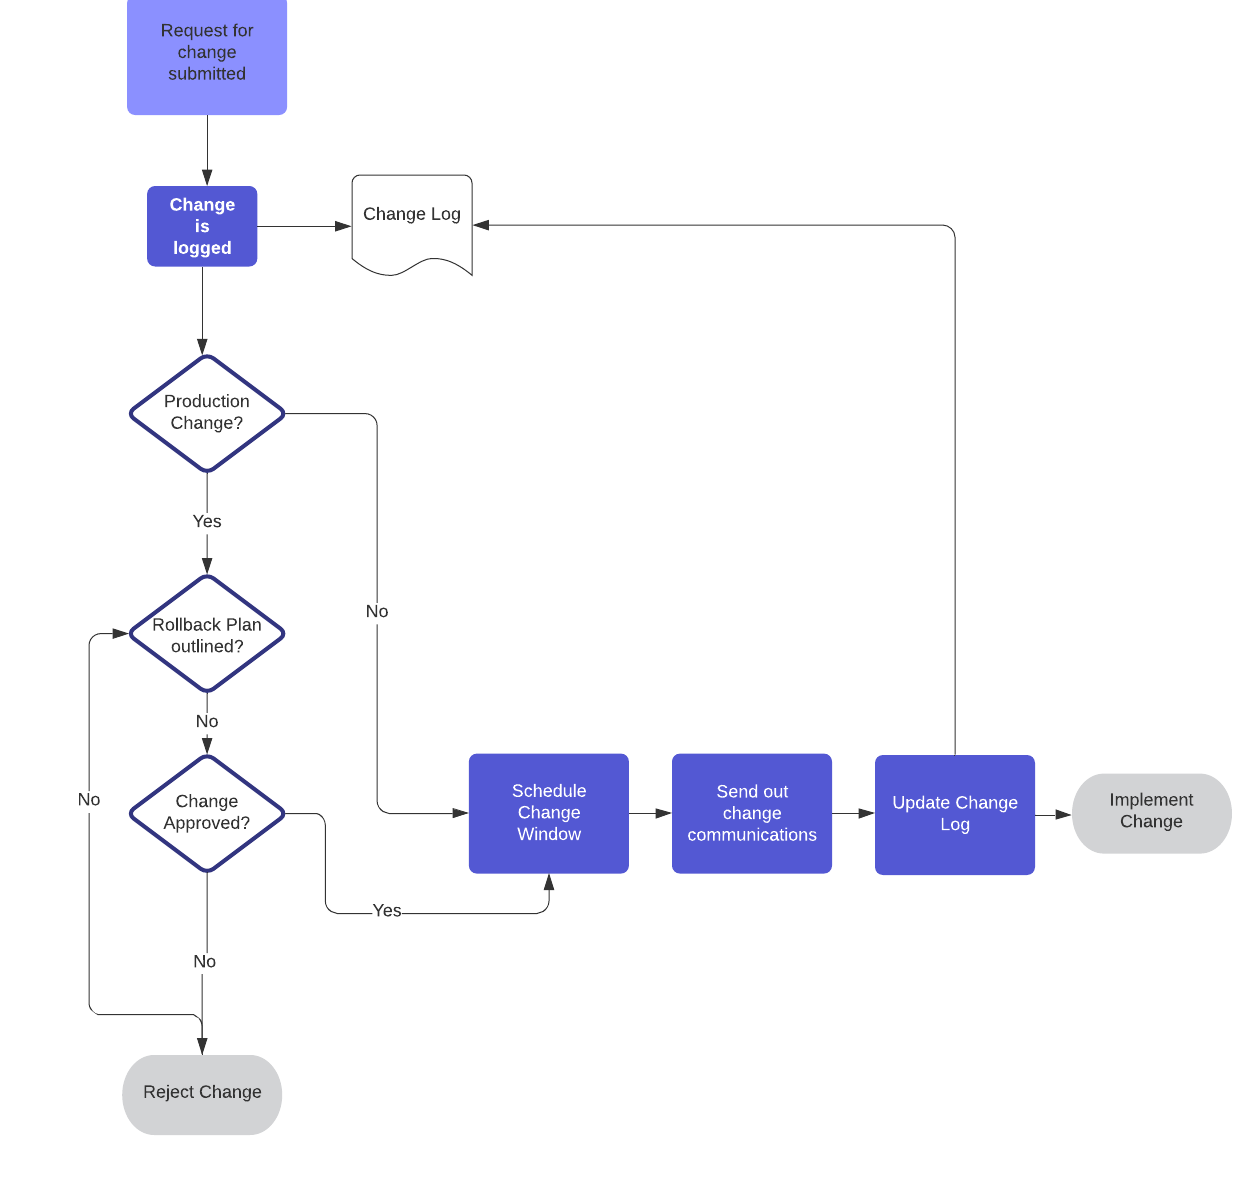 Request for
change
submitted
Change
is
logged
Change Log
Production
Change?
Yes
No
Rollback Plan
outlined?
No
No
Change
Approved?
Schedule
Change
Window
Send out
change
communications
Update Change
Log
Implement
Change
Yes
No
Reject Change